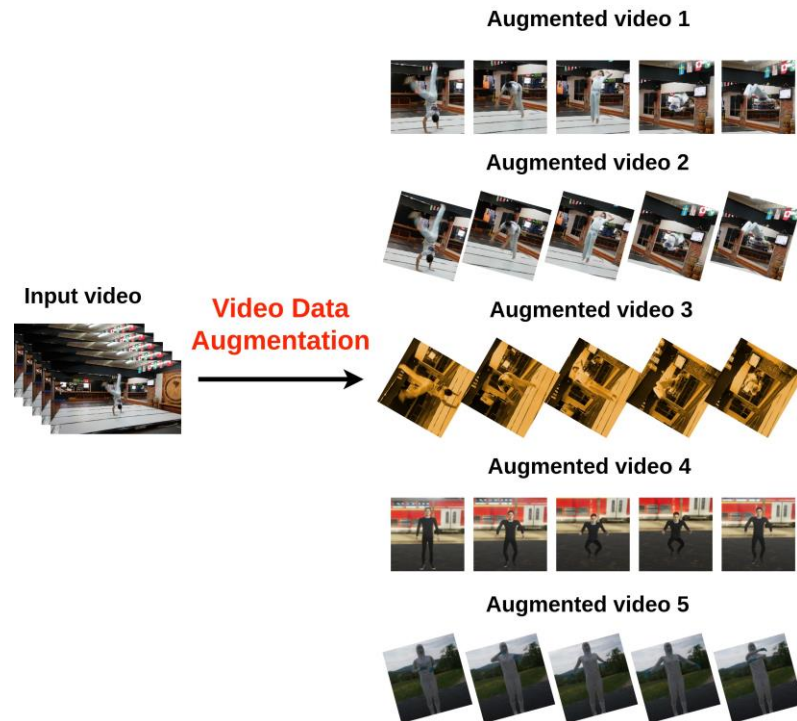 Augmented video 1
Augmented video 2
Input video
Video Data
Augmentation
Augmented video 3
Augmented video 4
Augmented video 5